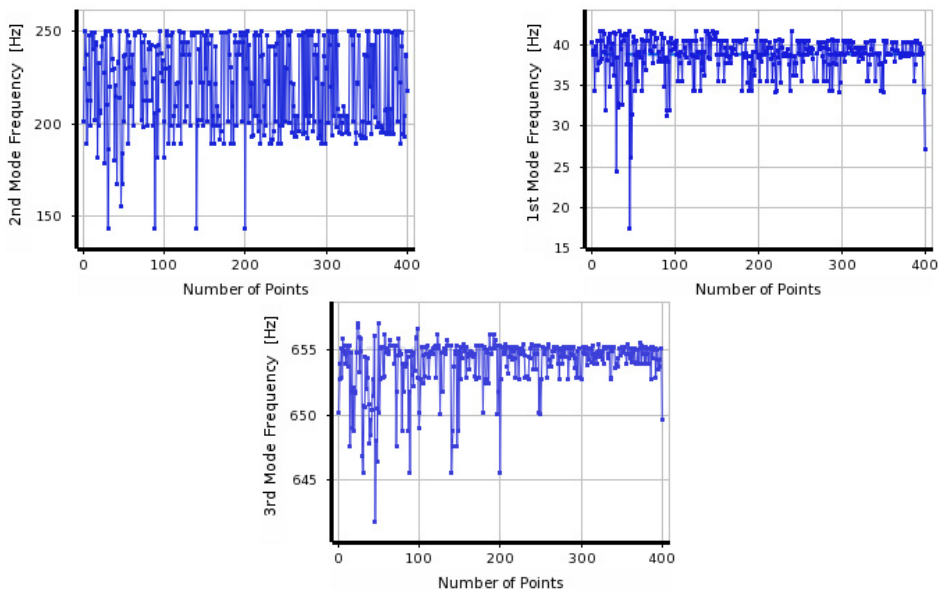 2nd Mode Frequency [Hz]
250
200
150
0 100 200 300 400
Number of Points
1st Mode Frequency [Hz]
40
35
30
25
20
15
0 100 200 300 400
Number of Points
3rd Mode Frequency [Hz]
655
650
645
0 100 200 300 400
Number of Points